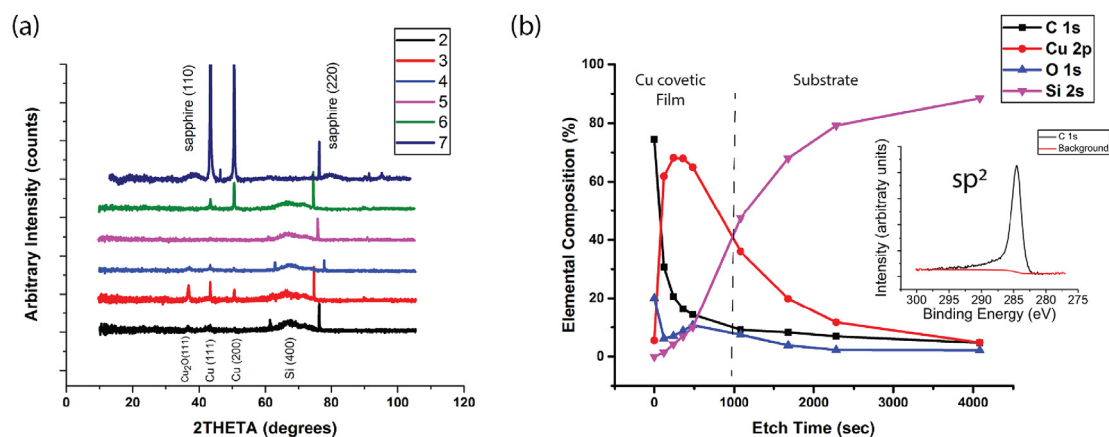 (a)
2
3
4
5
6
7
sapphire (110)
sapphire (220)
Arbitrary Intensity (counts)
Cu₂O(111)
Cu (111)
Cu (200)
Si (400)
0 20 40 60 80 100 120
2THETA (degrees)
(b)
C 1s
Cu 2p
O 1s
Si 2s
100
80
60
40
20
0
Elemental Composition (%)
Cu covetic
Film
Substrate
C 1s
Background
sp²
Intensity (arbitrary units)
300 295 290 285 280 275
Binding Energy (eV)
0 1000 2000 3000 4000
Etch Time (sec)